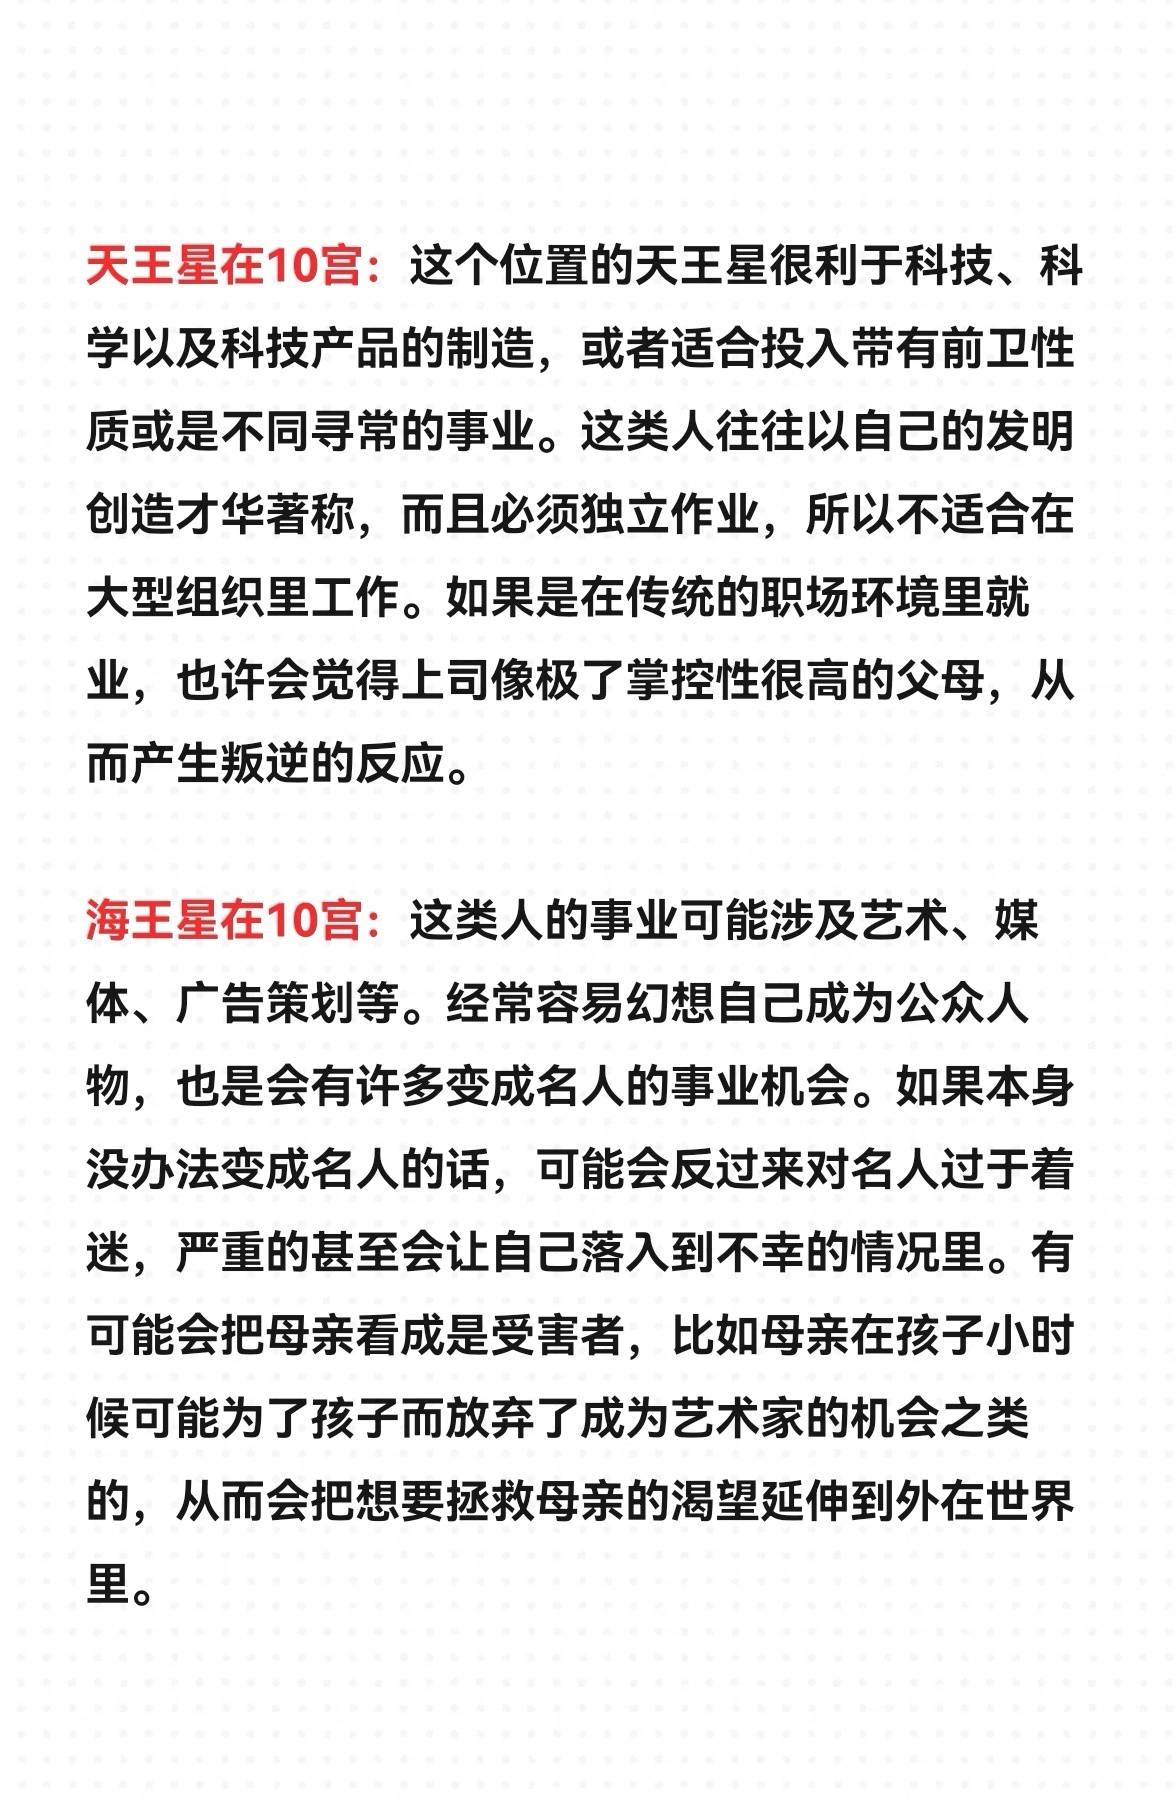 天王星在10宫：这个位置的天王星很利于科技、科
学以及科技产品的制造，或者适合投入带有前卫性
质或是不同寻常的事业。这类人往往以自己的发明
创造才华著称，而且必须独立作业，所以不适合在
大型组织里工作。如果是在传统的职场环境里就
业，也许会觉得上司像极了掌控性很高的父母，从
而产生叛逆的反应。
海王星在10宫：这类人的事业可能涉及艺术、媒
体、广告策划等。经常容易幻想自己成为公众人
物，也是会有许多变成名人的事业机会。如果本身
没办法变成名人的话，可能会反过来对名人过于着
迷，严重的甚至会让自己落入到不幸的情况里。有
可能会把母亲看成是受害者，比如母亲在孩子小时
候可能为了孩子而放弃了成为艺术家的机会之类
的，从而会把想要拯救母亲的渴望延伸到外在世界
里。